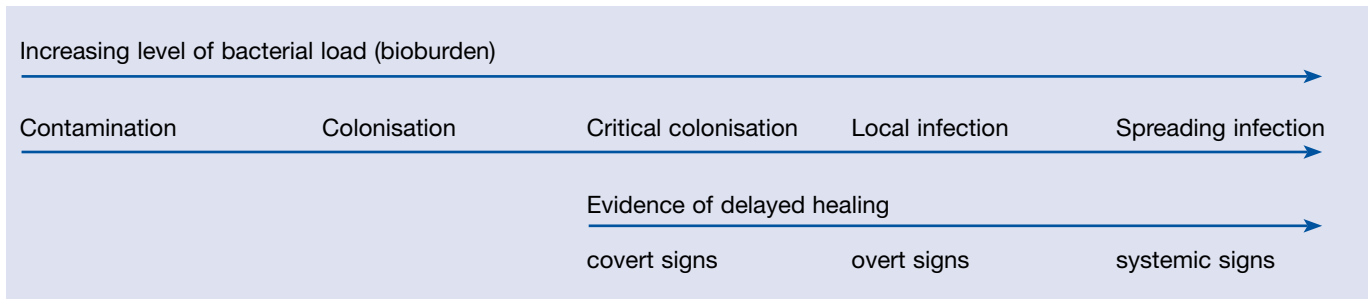 Increasing level of bacterial load (bioburden)
Contamination Colonisation Critical colonisation Local infection Spreading infection
Evidence of delayed healing
covert signs overt signs systemic signs